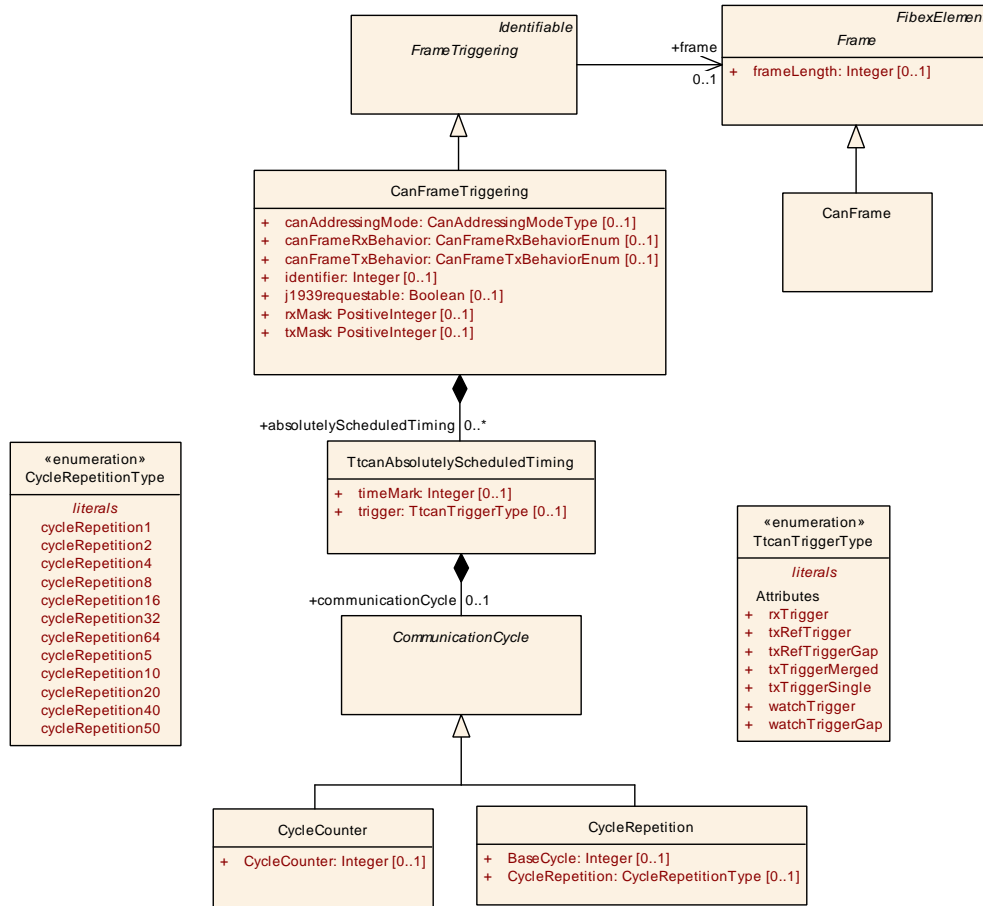 Identifiable
FrameTriggering
+frame
0..1
FibexElement
Frame
+ frameLength: Integer [0..1]
CanFrameTriggering
+ canAddressingMode: CanAddressingModeType [0..1]
+ canFrameRxBehavior: CanFrameRxBehaviorEnum [0..1]
+ canFrameTxBehavior: CanFrameTxBehaviorEnum [0..1]
+ identifier: Integer [0..1]
+ j1939requestable: Boolean [0..1]
+ rxMask: PositiveInteger [0..1]
+ txMask: PositiveInteger [0..1]
CanFrame
+absolutelyScheduledTiming 0..*
«enumeration»
CycleRepetitionType
literals
cycleRepetition1
cycleRepetition2
cycleRepetition4
cycleRepetition8
cycleRepetition16
cycleRepetition32
cycleRepetition64
cycleRepetition5
cycleRepetition10
cycleRepetition20
cycleRepetition40
cycleRepetition50
TtcanAbsolutelyScheduledTiming
+ timeMark: Integer [0..1]
+ trigger: TtcanTriggerType [0..1]
+communicationCycle 0..1
CommunicationCycle
«enumeration»
TtcanTriggerType
literals
Attributes
+ rxTrigger
+ txRefTrigger
+ txRefTriggerGap
+ txTriggerMerged
+ txTriggerSingle
+ watchTrigger
+ watchTriggerGap
CycleCounter
+ CycleCounter: Integer [0..1]
CycleRepetition
+ BaseCycle: Integer [0..1]
+ CycleRepetition: CycleRepetitionType [0..1]